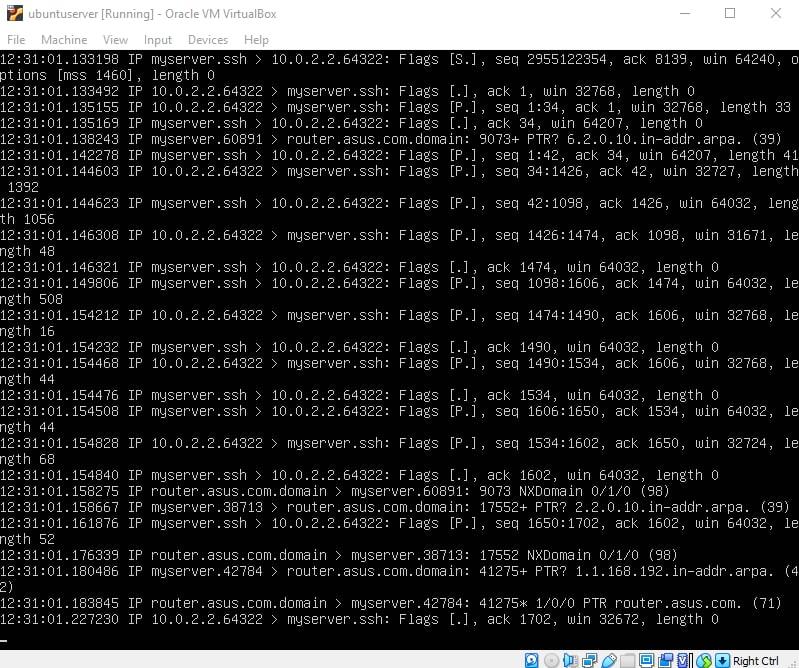 ubuntuserver [Running] - Oracle VM VirtualBox
File Machine View Input Devices Help
12:31:01.133198 IP myserver.ssh > 10.0.2.2.64322: Flags [S.], seq 2955122354, ack 8139, win 64240, o
ptions [mss 1460], length 0
12:31:01.133492 IP 10.0.2.2.64322 > myserver.ssh: Flags [.], ack 1, win 32768, length 0
12:31:01.135155 IP 10.0.2.2.64322 > myserver.ssh: Flags [P.], seq 1:34, ack 1, win 32768, length 33
12:31:01.135169 IP myserver.ssh > 10.0.2.2.64322: Flags [.], ack 34, win 64207, length 0
12:31:01.138243 IP myserver.60891 > router.asus.com.domain: 9073+ PTR? 6.2.0.10.in-addr.arpa. (39)
12:31:01.142278 IP myserver.ssh > 10.0.2.2.64322: Flags [P.], seq 1:42, ack 34, win 64207, length 41
12:31:01.144603 IP 10.0.2.2.64322 > myserver.ssh: Flags [P.], seq 34:1426, ack 42, win 32727, length
1392
12:31:01.144623 IP myserver.ssh > 10.0.2.2.64322: Flags [P.], seq 42:1098, ack 1426, win 64032, leng
th 1056
12:31:01.146308 IP 10.0.2.2.64322 > myserver.ssh: Flags [P.], seq 1426:1474, ack 1098, win 31671, le
ngth 48
12:31:01.146321 IP myserver.ssh > 10.0.2.2.64322: Flags [.], ack 1474, win 64032, length 0
12:31:01.149806 IP myserver.ssh > 10.0.2.2.64322: Flags [P.], seq 1098:1606, ack 1474, win 64032, le
ngth 508
12:31:01.154212 IP 10.0.2.2.64322 > myserver.ssh: Flags [P.], seq 1474:1490, ack 1606, win 32768, le
ngth 16
12:31:01.154232 IP myserver.ssh > 10.0.2.2.64322: Flags [.], ack 1490, win 64032, length 0
12:31:01.154468 IP 10.0.2.2.64322 > myserver.ssh: Flags [P.], seq 1490:1534, ack 1606, win 32768, le
ngth 44
12:31:01.154476 IP myserver.ssh > 10.0.2.2.64322: Flags [.], ack 1534, win 64032, length 0
12:31:01.154508 IP myserver.ssh > 10.0.2.2.64322: Flags [P.], seq 1606:1650, ack 1534, win 64032, le
ngth 44
12:31:01.154828 IP 10.0.2.2.64322 > myserver.ssh: Flags [P.], seq 1534:1602, ack 1650, win 32724, le
ngth 68
12:31:01.154840 IP myserver.ssh > 10.0.2.2.64322: Flags [.], ack 1602, win 64032, length 0
12:31:01.158275 IP router.asus.com.domain > myserver.60891: 9073 NXDomain 0/1/0 (98)
12:31:01.158667 IP myserver.38713 > router.asus.com.domain: 17552+ PTR? 2.2.0.10.in-addr.arpa. (39)
12:31:01.161876 IP myserver.ssh > 10.0.2.2.64322: Flags [P.], seq 1650:1702, ack 1602, win 64032, le
ngth 52
12:31:01.176339 IP router.asus.com.domain > myserver.38713: 17552 NXDomain 0/1/0 (98)
12:31:01.180486 IP myserver.42784 > router.asus.com.domain: 41275+ PTR? 1.1.168.192.in-addr.arpa. (4
2)
12:31:01.183845 IP router.asus.com.domain > myserver.42784: 41275* 1/0/0 PTR router.asus.com. (71)
12:31:01.227230 IP 10.0.2.2.64322 > myserver.ssh: Flags [.], ack 1702, win 32672, length 0
Right Ctrl